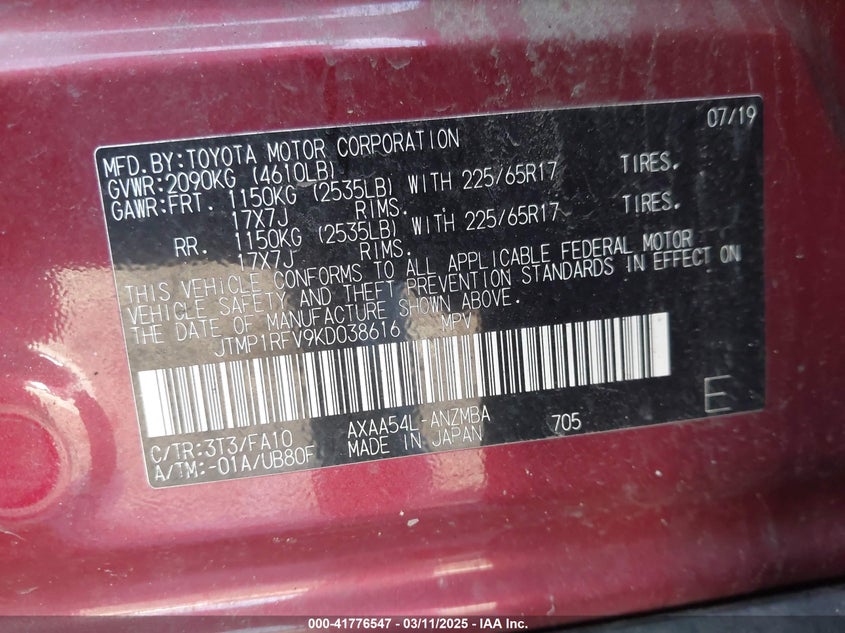 07/19
MFD.BY:TOYOTA MOTOR CORPORATION
GVWR:2090KG (4610LB)
GAWR:FRT. 1150KG (2535LB) WITH 225/65R17 TIRES.
17X7J RIMS.
RR. 1150KG (2535LB) WITH 225/65R17 TIRES.
17X7J RIMS.
THIS VEHICLE CONFORMS TO ALL APPLICABLE FEDERAL MOTOR
VEHICLE SAFETY AND THEFT PREVENTION STANDARDS IN EFFECT ON
THE DATE OF MANUFACTURE SHOWN ABOVE.
JTMP1RFV9KD038616 MPV
C/TR:3T3/FA10 AXAA54L-ANZMBA 705 E
A/TM:-01A/UB80F MADE IN JAPAN
000-41776547 - 03/11/2025 - IAA Inc.